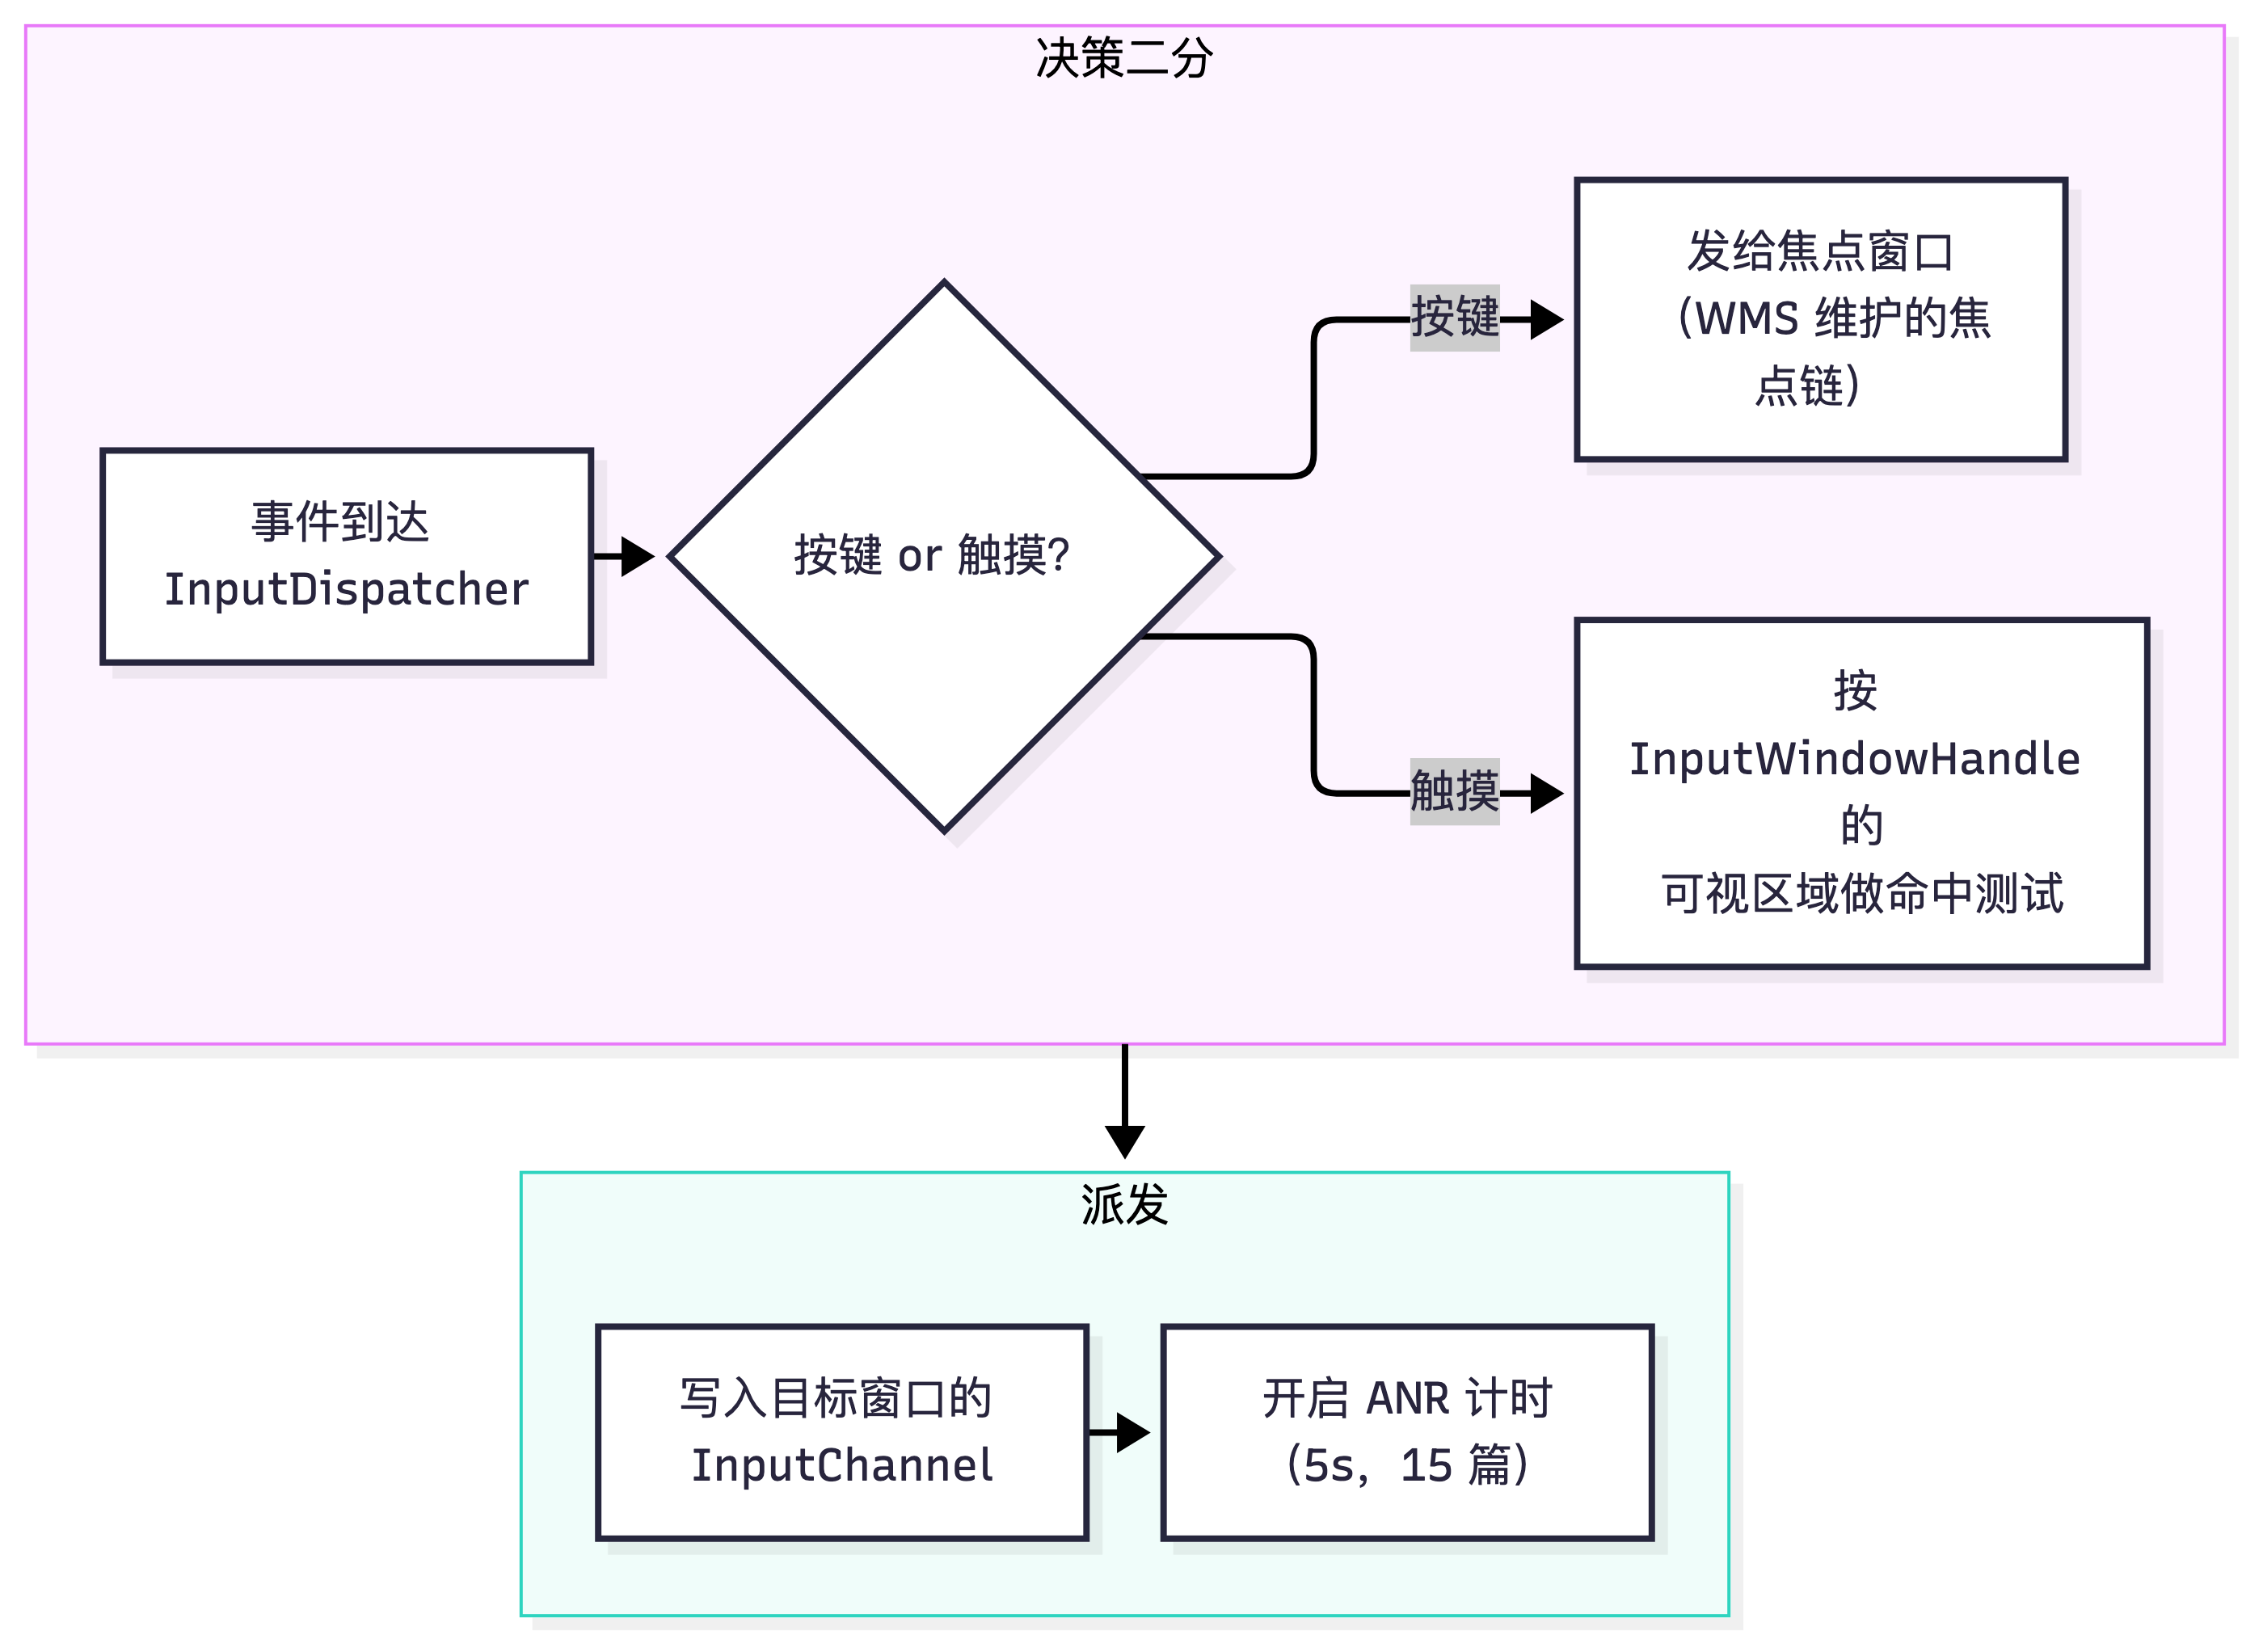 决策二分
事件到达
InputDispatcher
按键 or 触摸?
按键
发给焦点窗口
(WMS 维护的焦
点链)
触摸
按
InputWindowHandle
的
可视区域做命中测试
派发
写入目标窗口的
InputChannel
开启 ANR 计时
(5s, 15 篇)